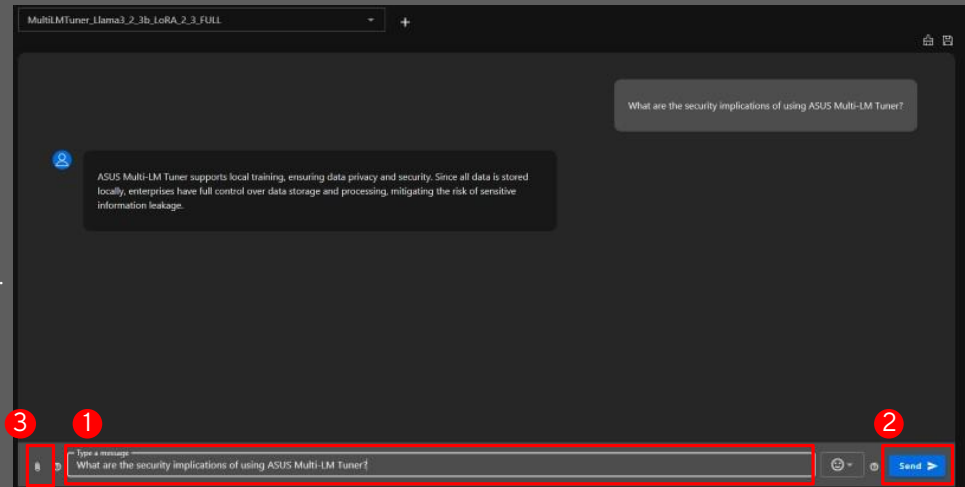 MultiLMTuner_Llama3_2_3b_LoRA_2_3_FULL
What are the security implications of using ASUS Multi-LM Tuner?
ASUS Multi-LM Tuner supports local training, ensuring data privacy and security. Since all data is stored
locally, enterprises have full control over data storage and processing, mitigating the risk of sensitive
information leakage.
3
1
2
Type a message
What are the security implications of using ASUS Multi-LM Tuner?
Send